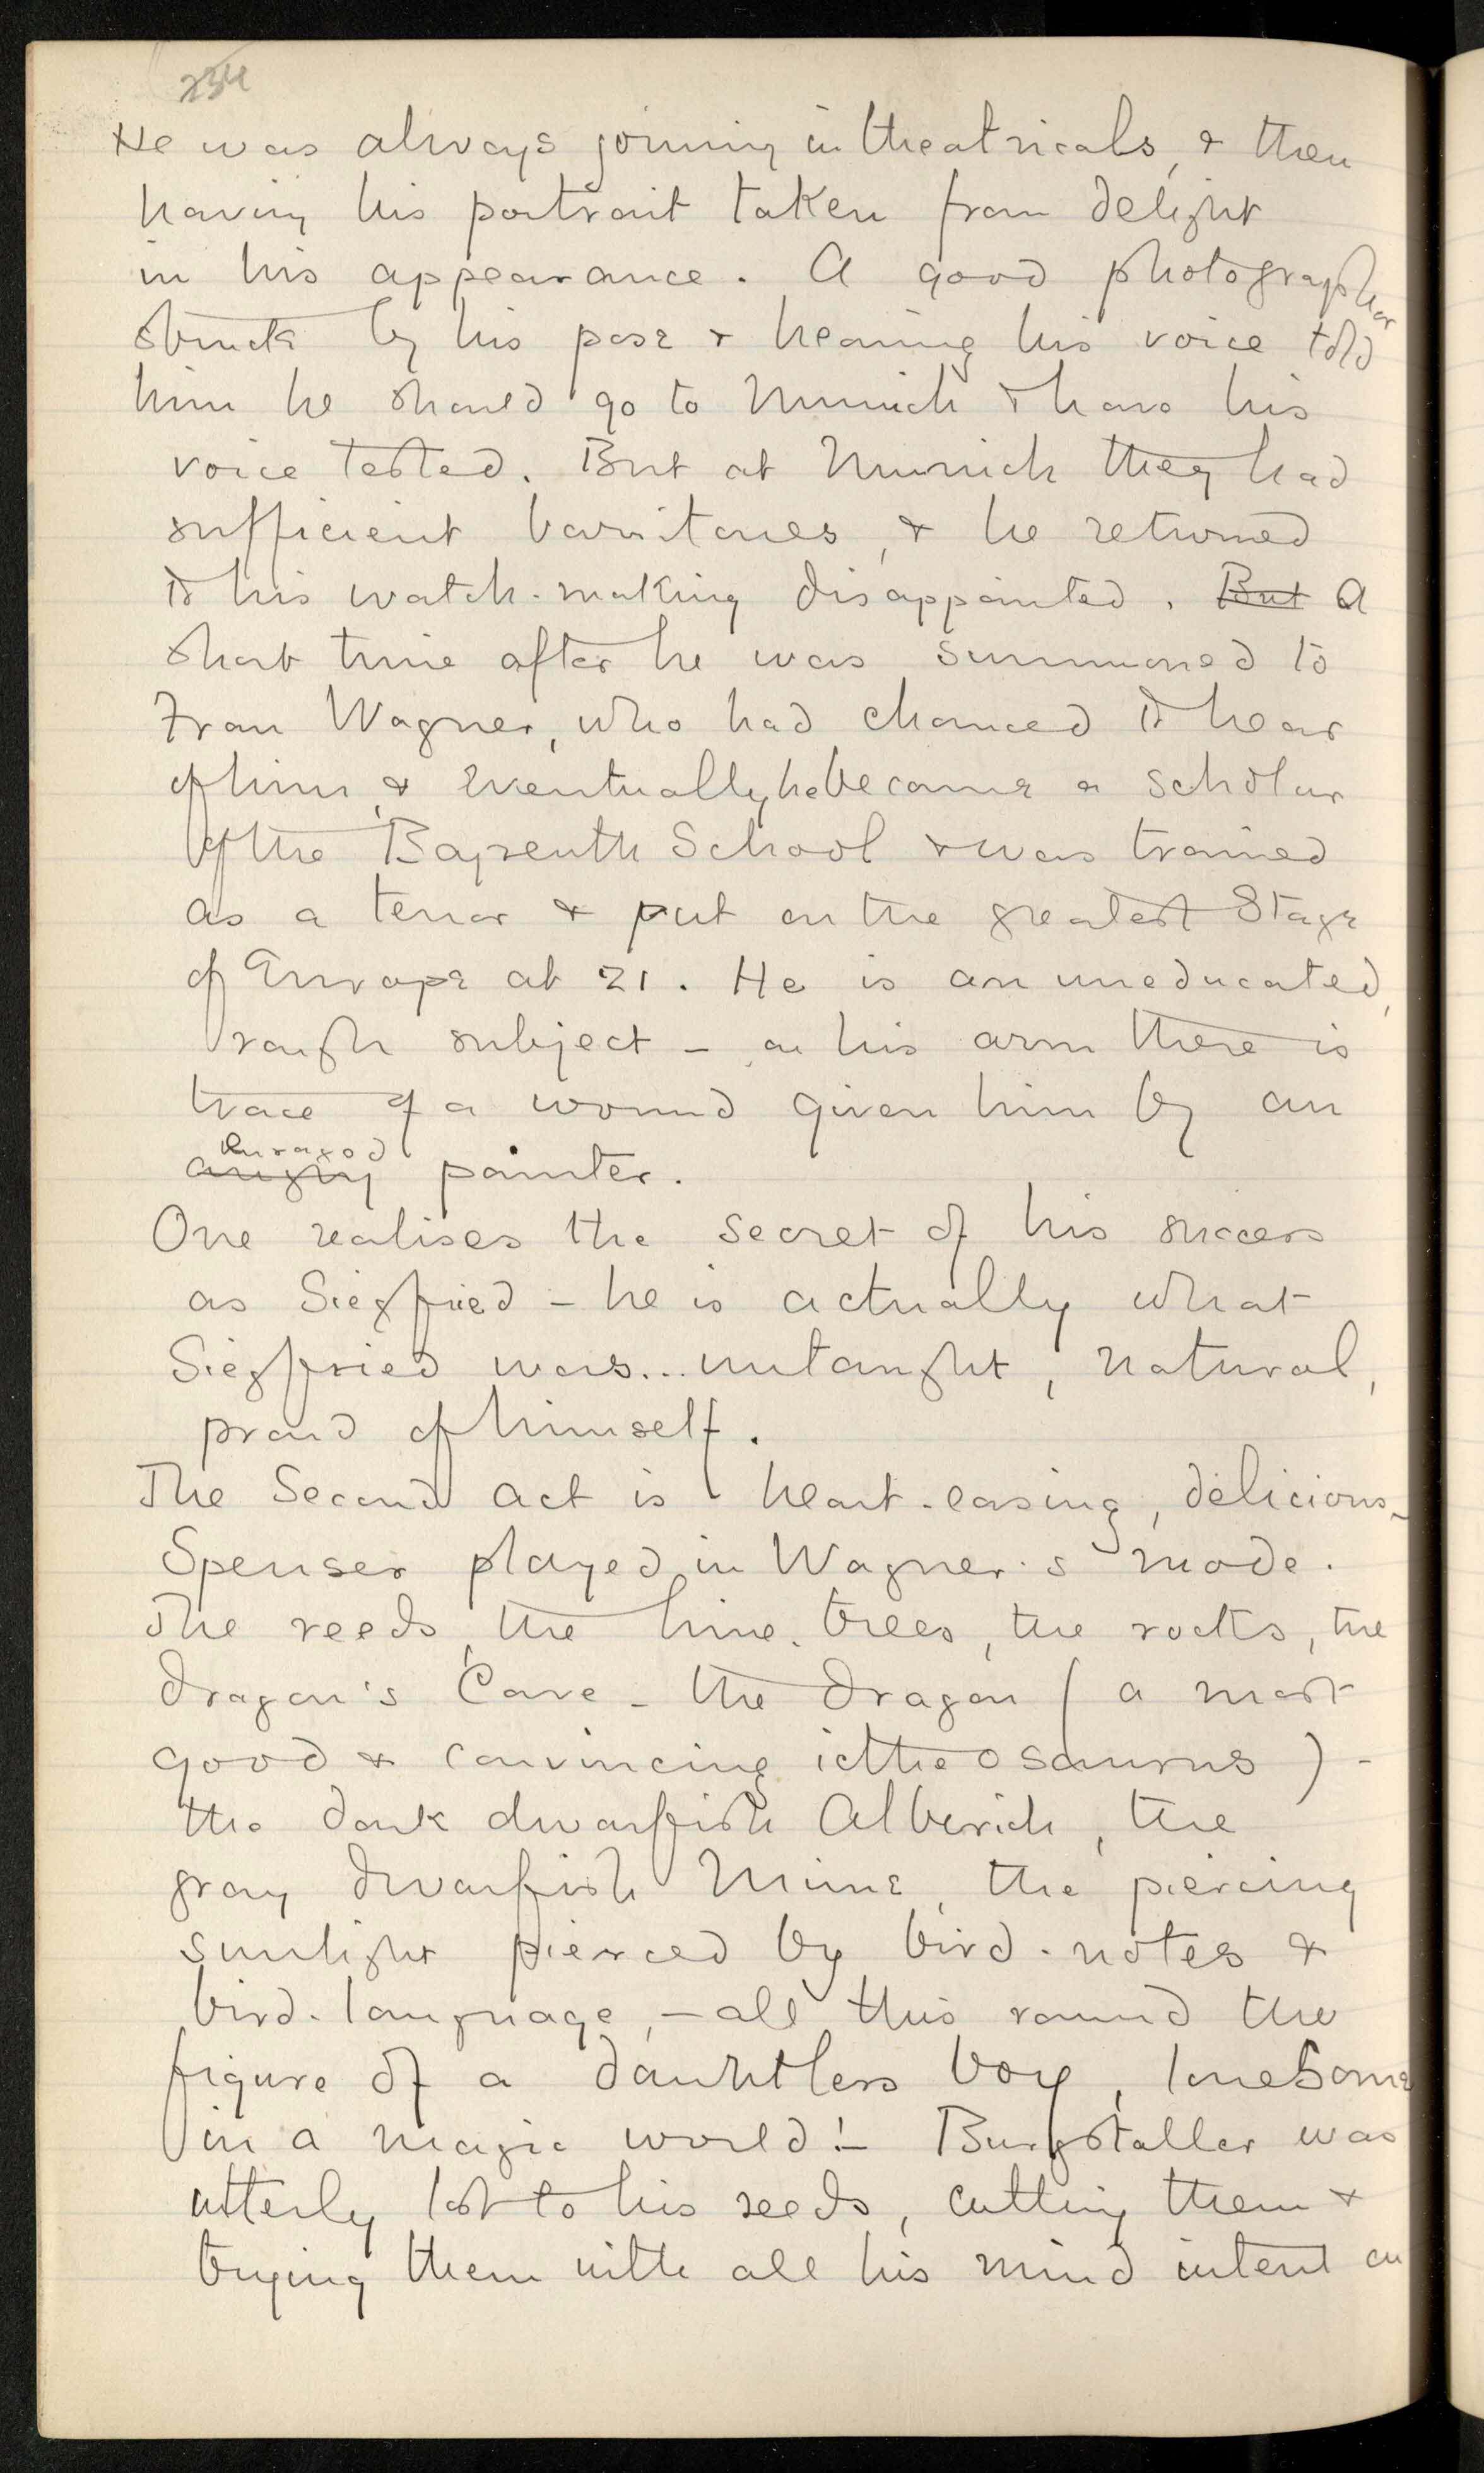 234
He was always joining in theatricals, & then
having his portrait taken from delight
in his appearance. A good photographer
struck by his pose & hearing his voice told
him he should go to Munich & have his
voice tested. But at Munich they had
sufficient baritones, & he returned
to his watch-making disappointed. But A
short time after he was summoned to
Frau Wagner, who had chanced to hear
of him, & eventually he became a scholar
of the Bayreuth School & was trained
as a tenor & put on the greatest Stage
of Europe at 21. He is an uneducated,
rough subject – on his arm there is
trace of a wound given him by an
enraged
angry painter.
One realises the secret of his success
as Siegfried – he is actually what
Siegfried was... untaught, natural,
proud of himself.
The Second Act is heart-easing, delicious –
Spenser played in Wagner's mode.
The reeds, the lime-trees, the rocks, the
dragon's Cave – the dragon (a most
good & convincing ictheosaurus) –
the dark dwarfish Alberich, the
gray dwarfish Mime, the piercing
sunlight pierced by bird-notes &
bird-language, – all this round the
figure of a dauntless boy, lonesome
in a magic world! – Burgstaller was
utterly lost to his reeds, cutting them &
trying them with all his mind intent on